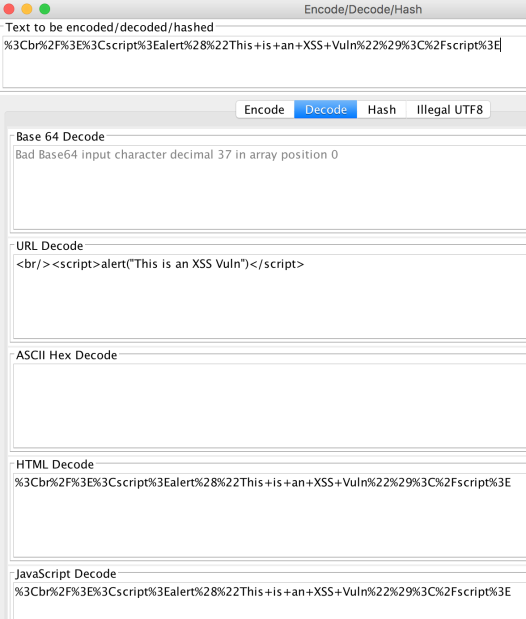 Encode/Decode/Hash
Text to be encoded/decoded/hashed
%3Cbr%2F%3E%3Cscript%3Ealert%28%22This+is+an+XSS+Vuln%22%29%3C%2Fscript%3E
Encode Decode Hash Illegal UTF8
Base 64 Decode
Bad Base64 input character decimal 37 in array position 0
URL Decode
<br/><script>alert("This is an XSS Vuln")</script>
ASCII Hex Decode
HTML Decode
%3Cbr%2F%3E%3Cscript%3Ealert%28%22This+is+an+XSS+Vuln%22%29%3C%2Fscript%3E
JavaScript Decode
%3Cbr%2F%3E%3Cscript%3Ealert%28%22This+is+an+XSS+Vuln%22%29%3C%2Fscript%3E